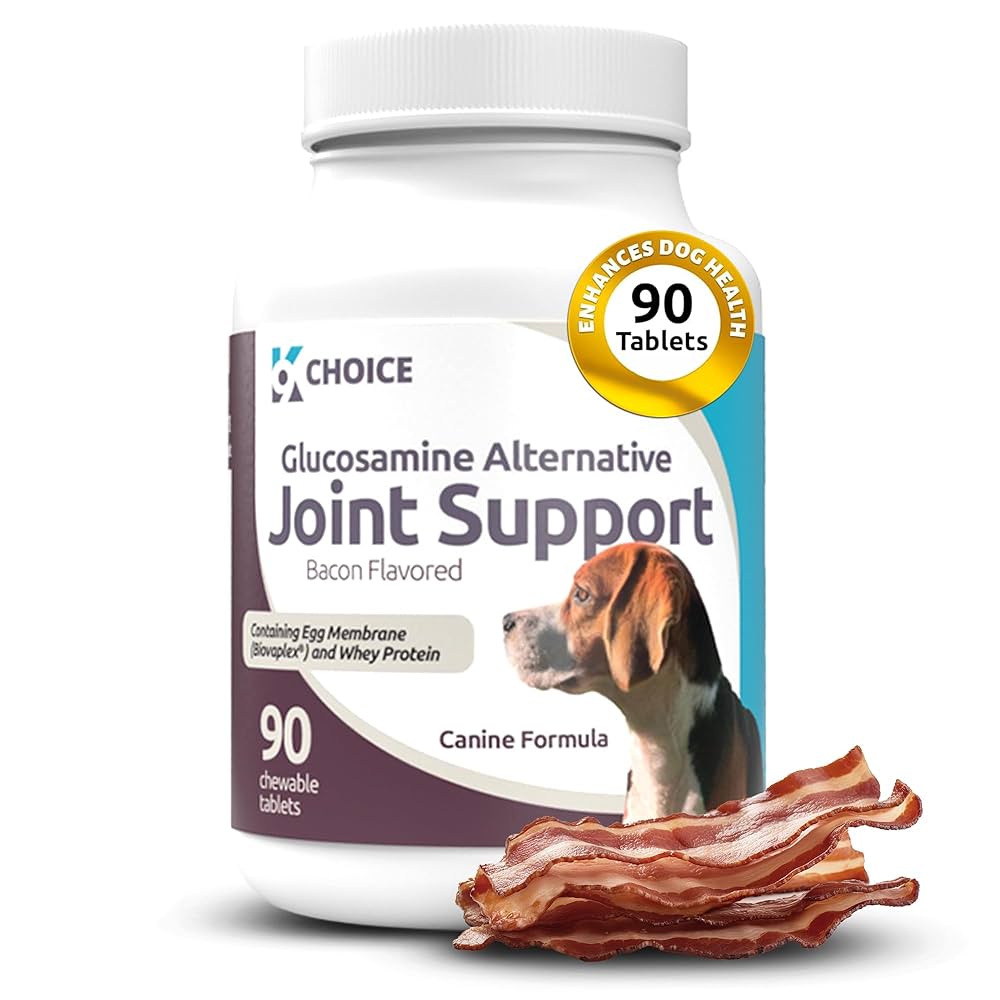 ENHANCES DOG HEALTH
90
Tablets
K9 CHOICE
Glucosamine Alternative
Joint Support
Bacon Flavored
Containing Egg Membrane
(Biovaplex®) and Whey Protein
Canine Formula
90
chewable
tablets